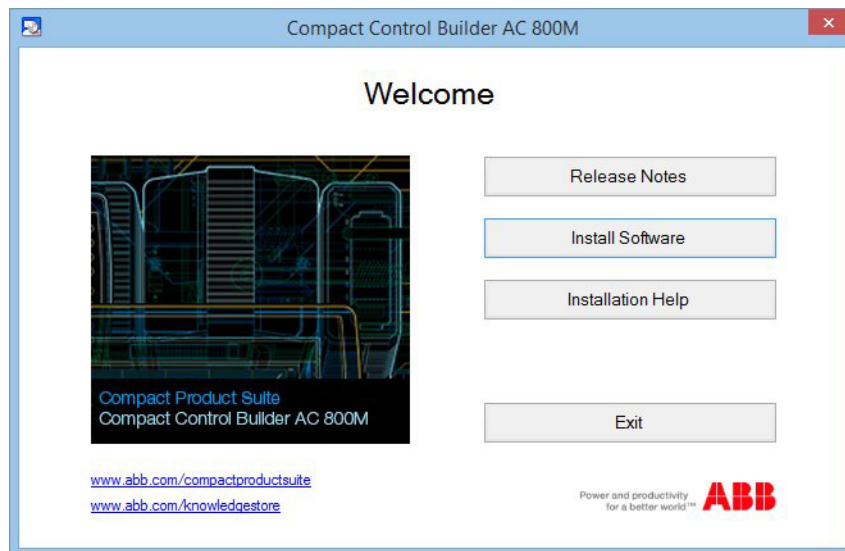 Compact Control Builder AC 800M
Welcome
Release Notes
Install Software
Installation Help
Compact Product Suite
Compact Control Builder AC 800M
Exit
www.abb.com/compactproductsuite
www.abb.com/knowledgestore
Power and productivity
for a better world™
ABB